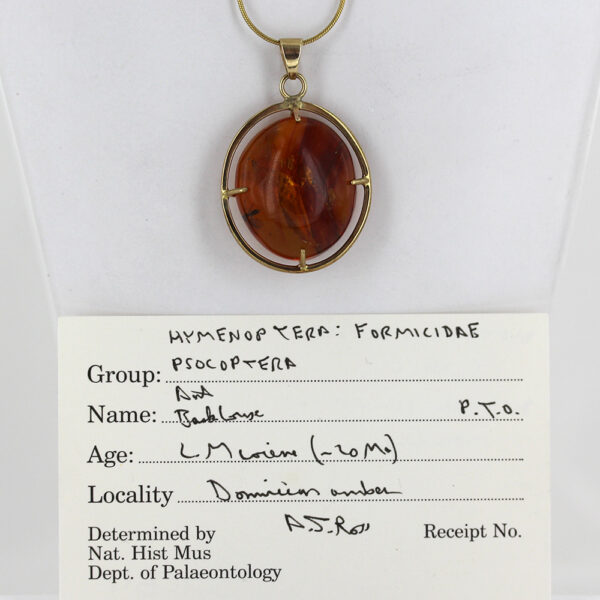 HYMENOPTERA: FORMICIDAE
Group: PSOCOPTERA
Ant
Name: Barklouse P.T.O.
Age: L Miocene (~20 Ma)
Locality Dominican amber
Determined by A.J. Ross Receipt No.
Nat. Hist Mus
Dept. of Palaeontology